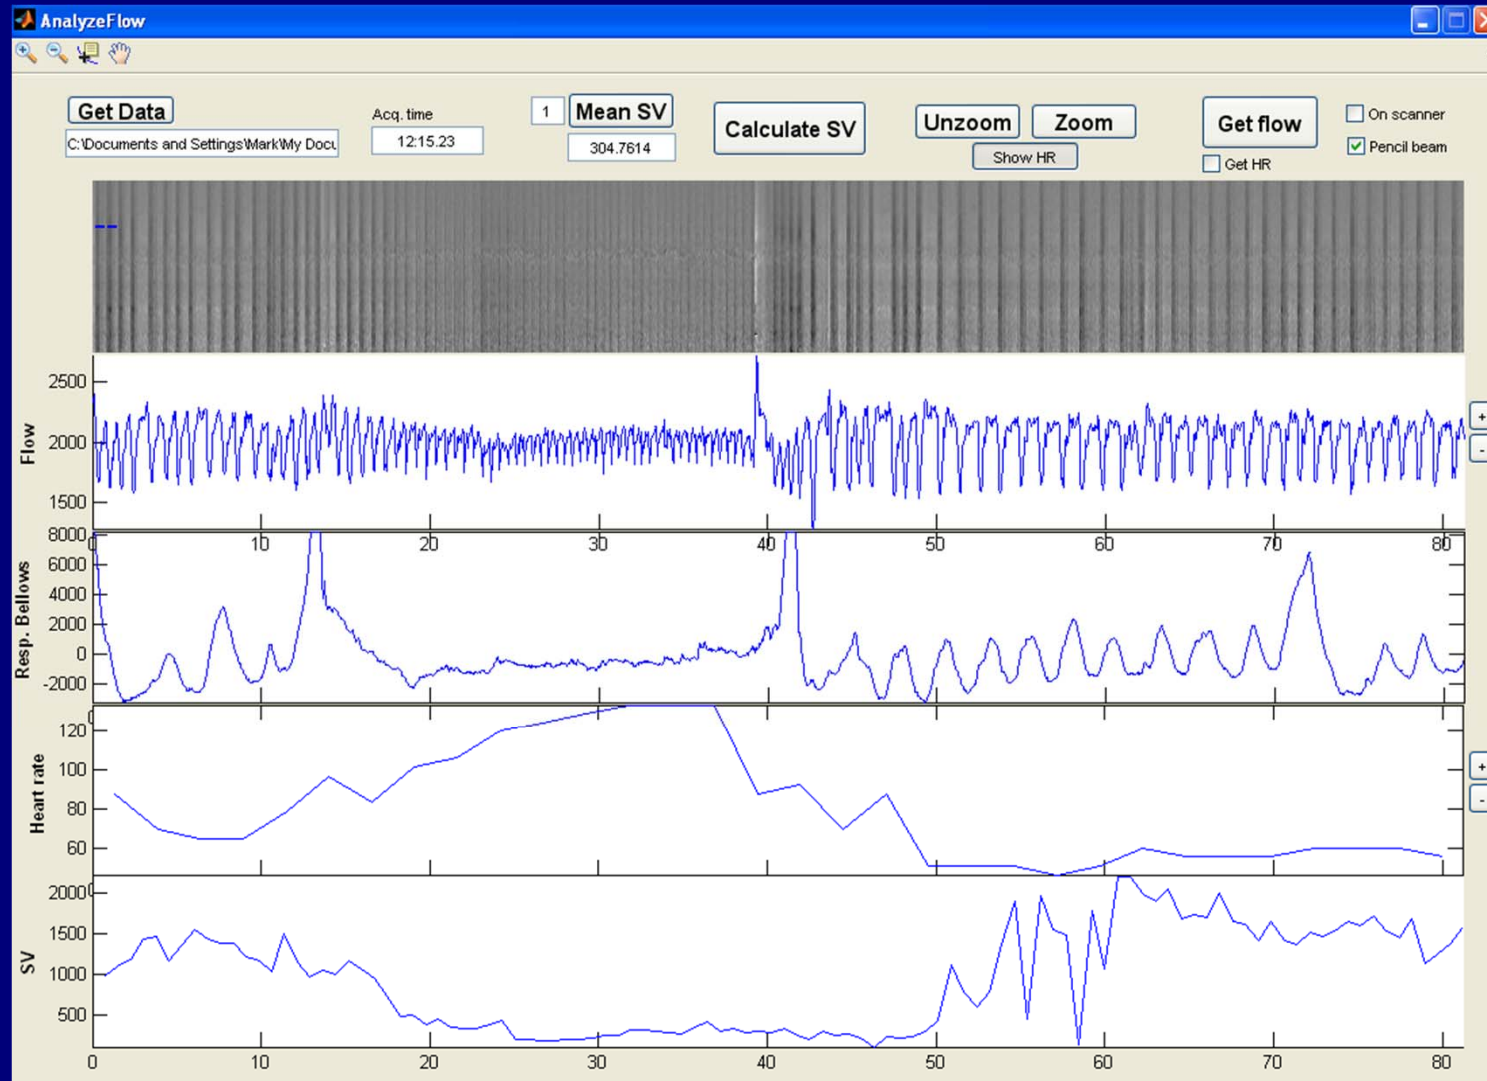 AnalyzeFlow
Get Data
Acq. time
1
Mean SV
Calculate SV
Unzoom
Zoom
Get flow
On scanner
C:\Documents and Settings\Mark\My Docu
12:15.23
304.7614
Show HR
Get HR
Pencil beam
Flow
2500
2000
1500
+
-
0 10 20 30 40 50 60 70 80
Resp. Bellows
8000
6000
4000
2000
0
-2000
Heart rate
120
100
80
60
+
-
SV
2000
1500
1000
500
0 10 20 30 40 50 60 70 80